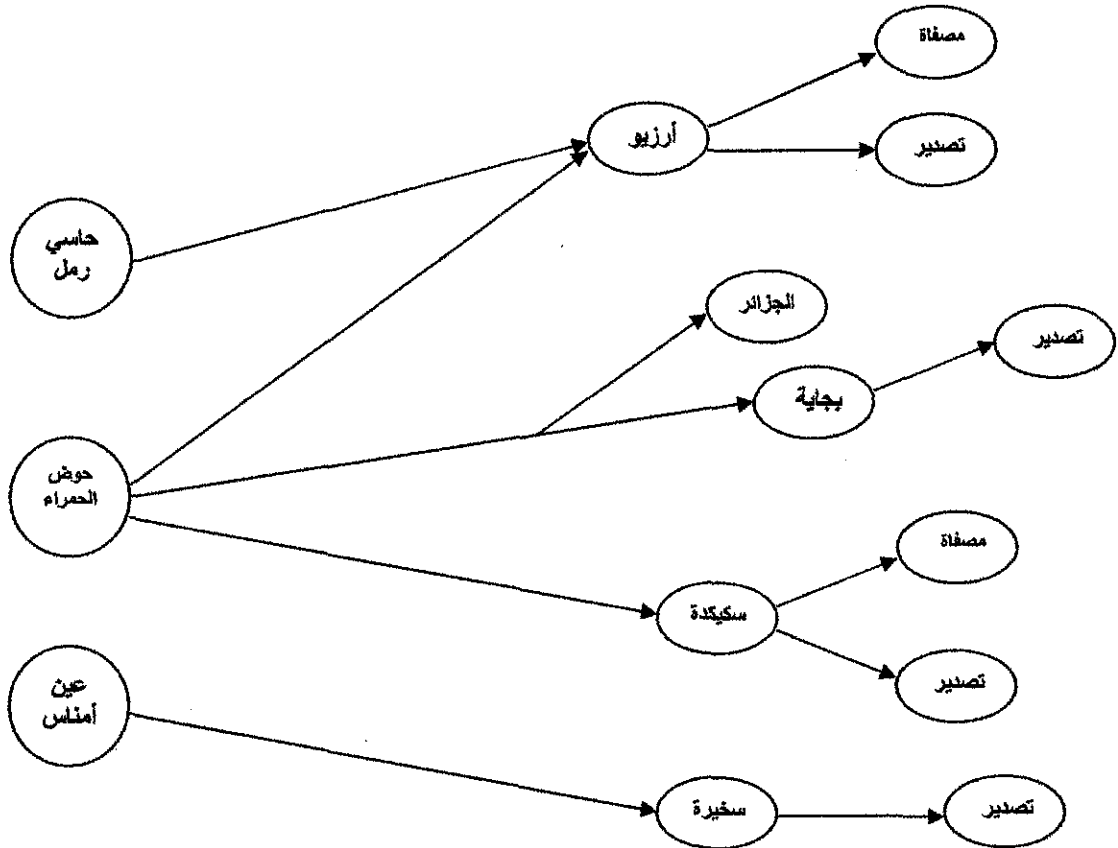 مصفاة
أرزيو
تصدير
حاسي
رمل
الجزائر
تصدير
بجاية
حوض
الحمراء
مصفاة
سكيكدة
تصدير
عين
أمناس
سخيرة
تصدير